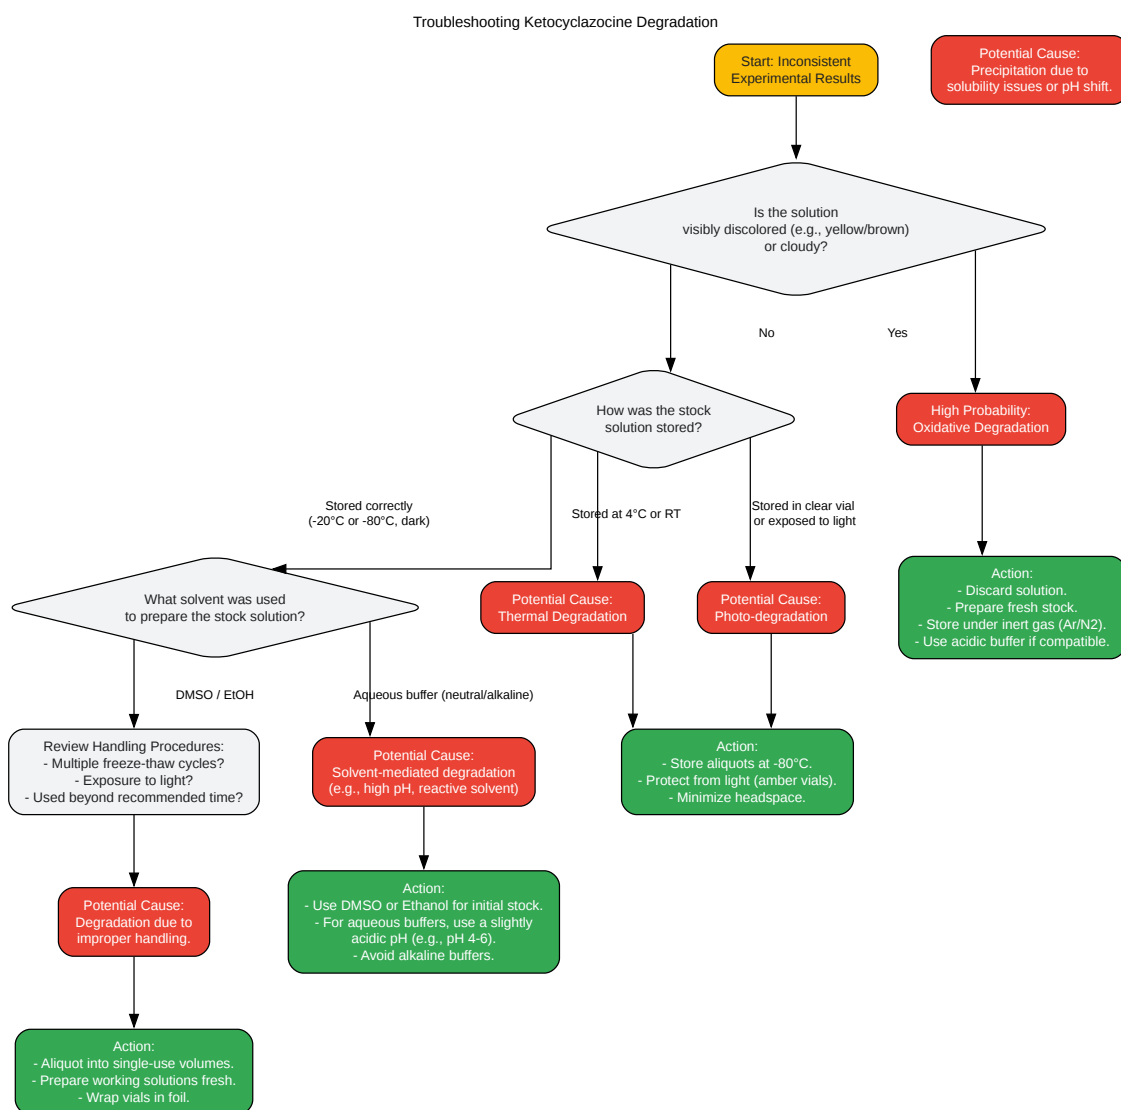 Troubleshooting Ketocyclazocine Degradation
Start: Inconsistent
Experimental Results
Potential Cause:
Precipitation due to
solubility issues or pH shift.
Is the solution
visibly discolored (e.g., yellow/brown)
or cloudy?
No
Yes
How was the stock
solution stored?
High Probability:
Oxidative Degradation
Stored correctly
(-20°C or -80°C, dark)
Stored at 4°C or RT
Stored in clear vial
or exposed to light
What solvent was used
to prepare the stock solution?
Potential Cause:
Thermal Degradation
Potential Cause:
Photo-degradation
Action:
- Discard solution.
- Prepare fresh stock.
- Store under inert gas (Ar/N2).
- Use acidic buffer if compatible.
DMSO / EtOH
Aqueous buffer (neutral/alkaline)
Review Handling Procedures:
- Multiple freeze-thaw cycles?
- Exposure to light?
- Used beyond recommended time?
Potential Cause:
Solvent-mediated degradation
(e.g., high pH, reactive solvent)
Action:
- Store aliquots at -80°C.
- Protect from light (amber vials).
- Minimize headspace.
Potential Cause:
Degradation due to
improper handling.
Action:
- Use DMSO or Ethanol for initial stock.
- For aqueous buffers, use a slightly
acidic pH (e.g., pH 4-6).
- Avoid alkaline buffers.
Action:
- Aliquot into single-use volumes.
- Prepare working solutions fresh.
- Wrap vials in foil.